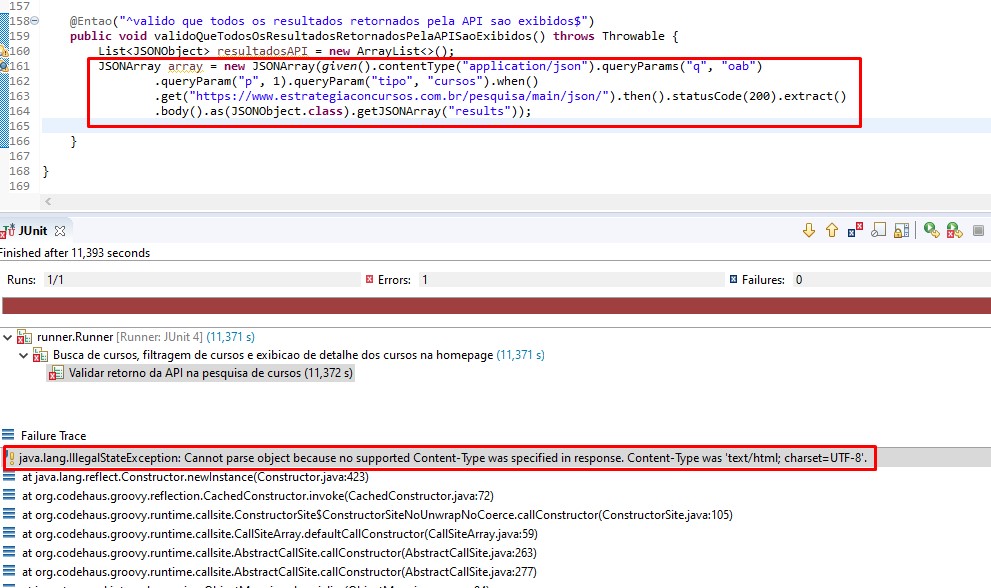 157
158 @Entao("^valido que todos os resultados retornados pela API sao exibidos$")
159 public void validoQueTodosOsResultadosRetornadosPelaAPISaoExibidos() throws Throwable {
160 List<JSONObject> resultadosAPI = new ArrayList<>();
161 JSONArray array = new JSONArray(given().contentType("application/json").queryParams("q", "oab")
162 .queryParam("p", 1).queryParam("tipo", "cursos").when()
163 .get("https://www.estrategiaconcursos.com.br/pesquisa/main/json/").then().statusCode(200).extract()
164 .body().as(JSONObject.class).getJSONArray("results"));
165
166 }
167
168 }
169
JUnit
Finished after 11,393 seconds
Runs: 1/1 Errors: 1 Failures: 0
runner.Runner [Runner: JUnit 4] (11,371 s)
Busca de cursos, filtragem de cursos e exibicao de detalhe dos cursos na homepage (11,371 s)
Validar retorno da API na pesquisa de cursos (11,372 s)
Failure Trace
java.lang.IllegalStateException: Cannot parse object because no supported Content-Type was specified in response. Content-Type was 'text/html; charset=UTF-8'.
at java.lang.reflect.Constructor.newInstance(Constructor.java:423)
at org.codehaus.groovy.reflection.CachedConstructor.invoke(CachedConstructor.java:72)
at org.codehaus.groovy.runtime.callsite.ConstructorSite$ConstructorSiteNoUnwrapNoCoerce.callConstructor(ConstructorSite.java:105)
at org.codehaus.groovy.runtime.callsite.CallSiteArray.defaultCallConstructor(CallSiteArray.java:59)
at org.codehaus.groovy.runtime.callsite.AbstractCallSite.callConstructor(AbstractCallSite.java:263)
at org.codehaus.groovy.runtime.callsite.AbstractCallSite.callConstructor(AbstractCallSite.java:277)